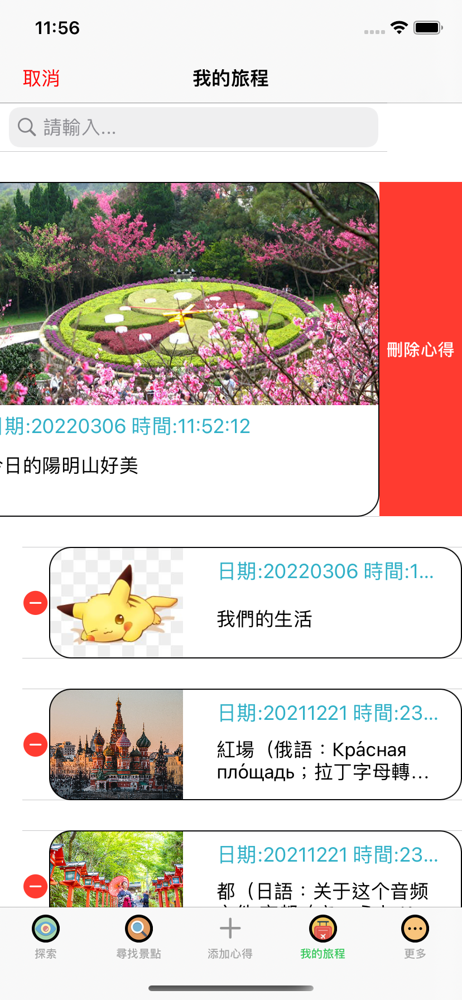 11:56
取消
我的旅程
請輸入...
刪除心得
期:20220306 時間:11:52:12
日的陽明山好美
日期:20220306 時間:1...
我們的生活
日期:20211221 時間:23...
紅場（俄語：Кра́сная
пло́щадь；拉丁字母轉...
日期:20211221 時間:23...
都（日語：关于这个音频
探索
尋找景點
添加心得
我的旅程
更多